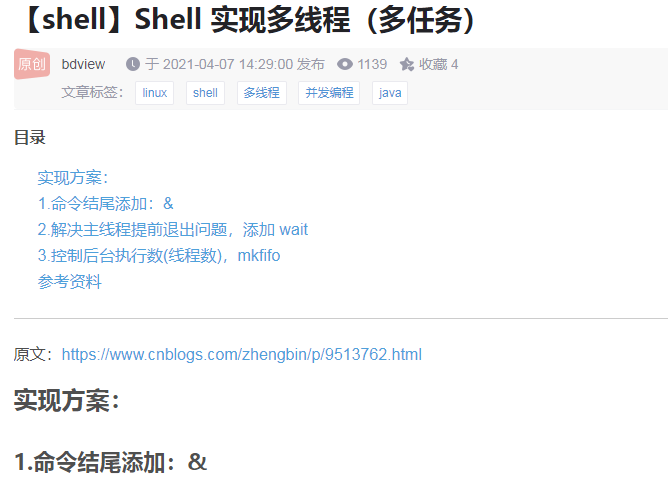 【shell】Shell 实现多线程（多任务）
原创 bdview 于 2021-04-07 14:29:00 发布 1139 收藏 4
文章标签： linux shell 多线程 并发编程 java
目录
实现方案：
1.命令结尾添加：&
2.解决主线程提前退出问题，添加 wait
3.控制后台执行数(线程数)，mkfifo
参考资料
原文：https://www.cnblogs.com/zhengbin/p/9513762.html
实现方案：
1.命令结尾添加：&